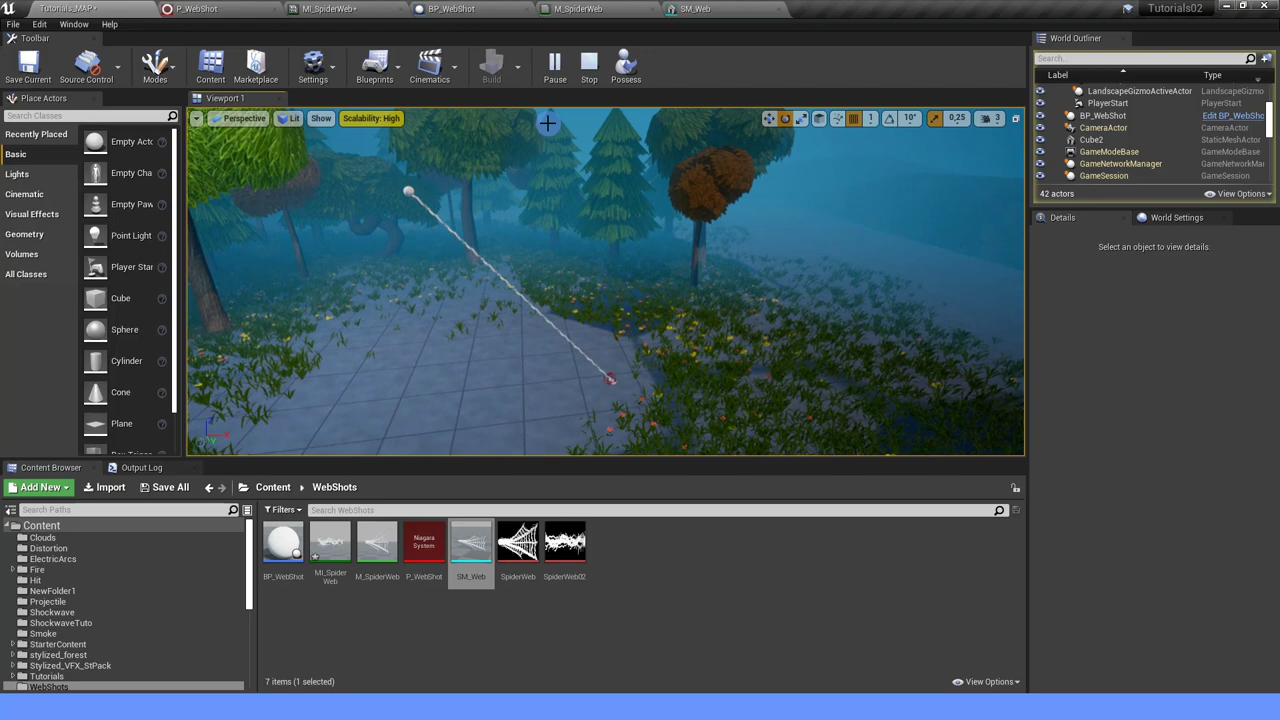 Tutorials_MAP*
P_WebShot
MI_SpiderWeb*
BP_WebShot
M_SpiderWeb
SM_Web
Tutorials02
File
Edit
Window
Help
Toolbar
Save Current
Source Control
Modes
Content
Marketplace
Settings
Blueprints
Cinematics
Build
Pause
Stop
Possess
Place Actors
Search Classes
Recently Placed
Basic
Lights
Cinematic
Visual Effects
Geometry
Volumes
All Classes
Empty Acto
Empty Cha
Empty Paw
Point Light
Player Star
Cube
Sphere
Cylinder
Cone
Plane
Viewport 1
Perspective
Lit
Show
Scalability: High
1
10°
0,25
3
World Outliner
Search...
Label
Type
LandscapeGizmoActiveActor
LandscapeGizmo
PlayerStart
PlayerStart
BP_WebShot
Edit BP_WebSho
CameraActor
CameraActor
Cube2
StaticMeshActor
GameModeBase
GameModeBase
GameNetworkManager
GameNetworkMa
GameSession
GameSession
42 actors
View Options
Details
World Settings
Select an object to view details.
Content Browser
Output Log
Add New
Import
Save All
Content
WebShots
Search Paths
Filters
Search WebShots
Content
Clouds
Distortion
ElectricArcs
Fire
Hit
NewFolder1
Projectile
Shockwave
ShockwaveTuto
Smoke
StarterContent
stylized_forest
Stylized_VFX_StPack
Tutorials
WebShots
Niagara
System
BP_WebShot
MI_Spider
Web
M_SpiderWeb
P_WebShot
SM_Web
SpiderWeb
SpiderWeb02
7 items (1 selected)
View Options